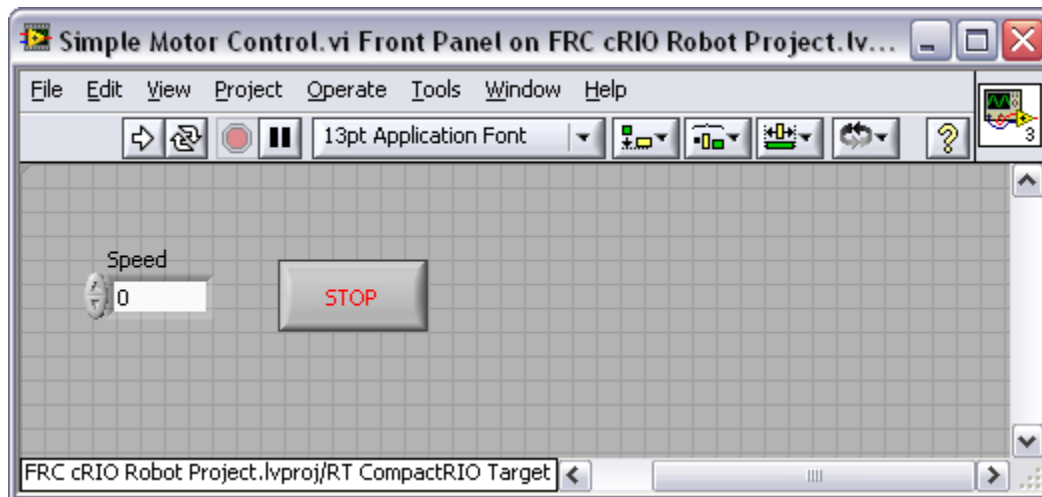 Simple Motor Control.vi Front Panel on FRC cRIO Robot Project.lv...
File Edit View Project Operate Tools Window Help
13pt Application Font
3
Speed
0
STOP
FRC cRIO Robot Project.lvproj/RT CompactRIO Target